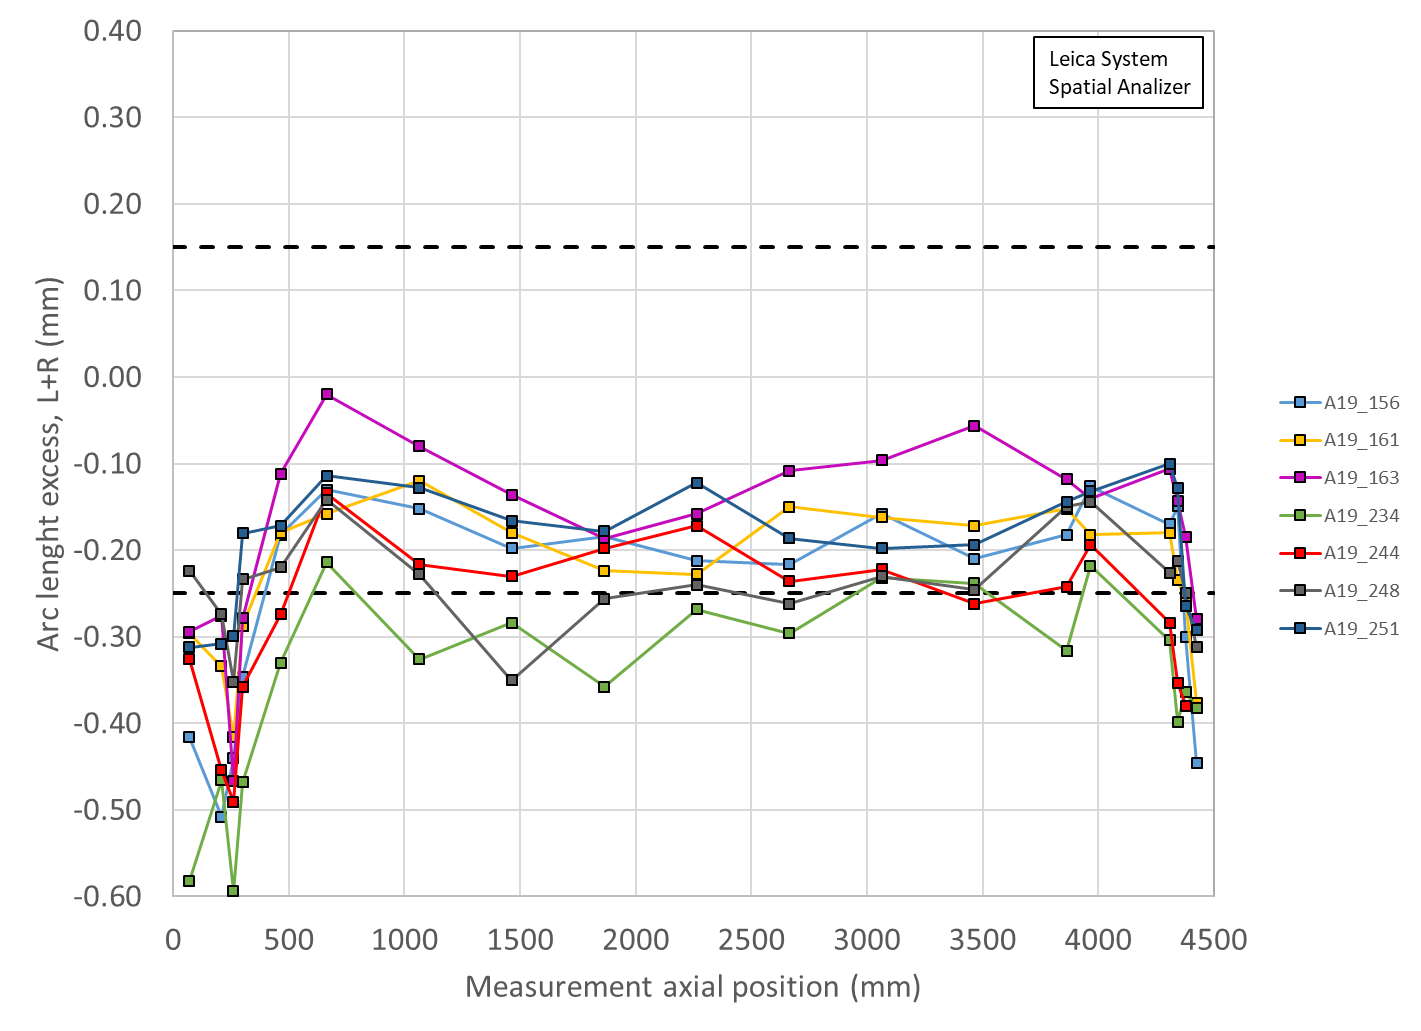 0.40
0.30
0.20
0.10
0.00
-0.10
-0.20
-0.30
-0.40
-0.50
-0.60
Arc lenght excess, L+R (mm)
Leica System
Spatial Analizer
A19_156
A19_161
A19_163
A19_234
A19_244
A19_248
A19_251
0 500 1000 1500 2000 2500 3000 3500 4000 4500
Measurement axial position (mm)